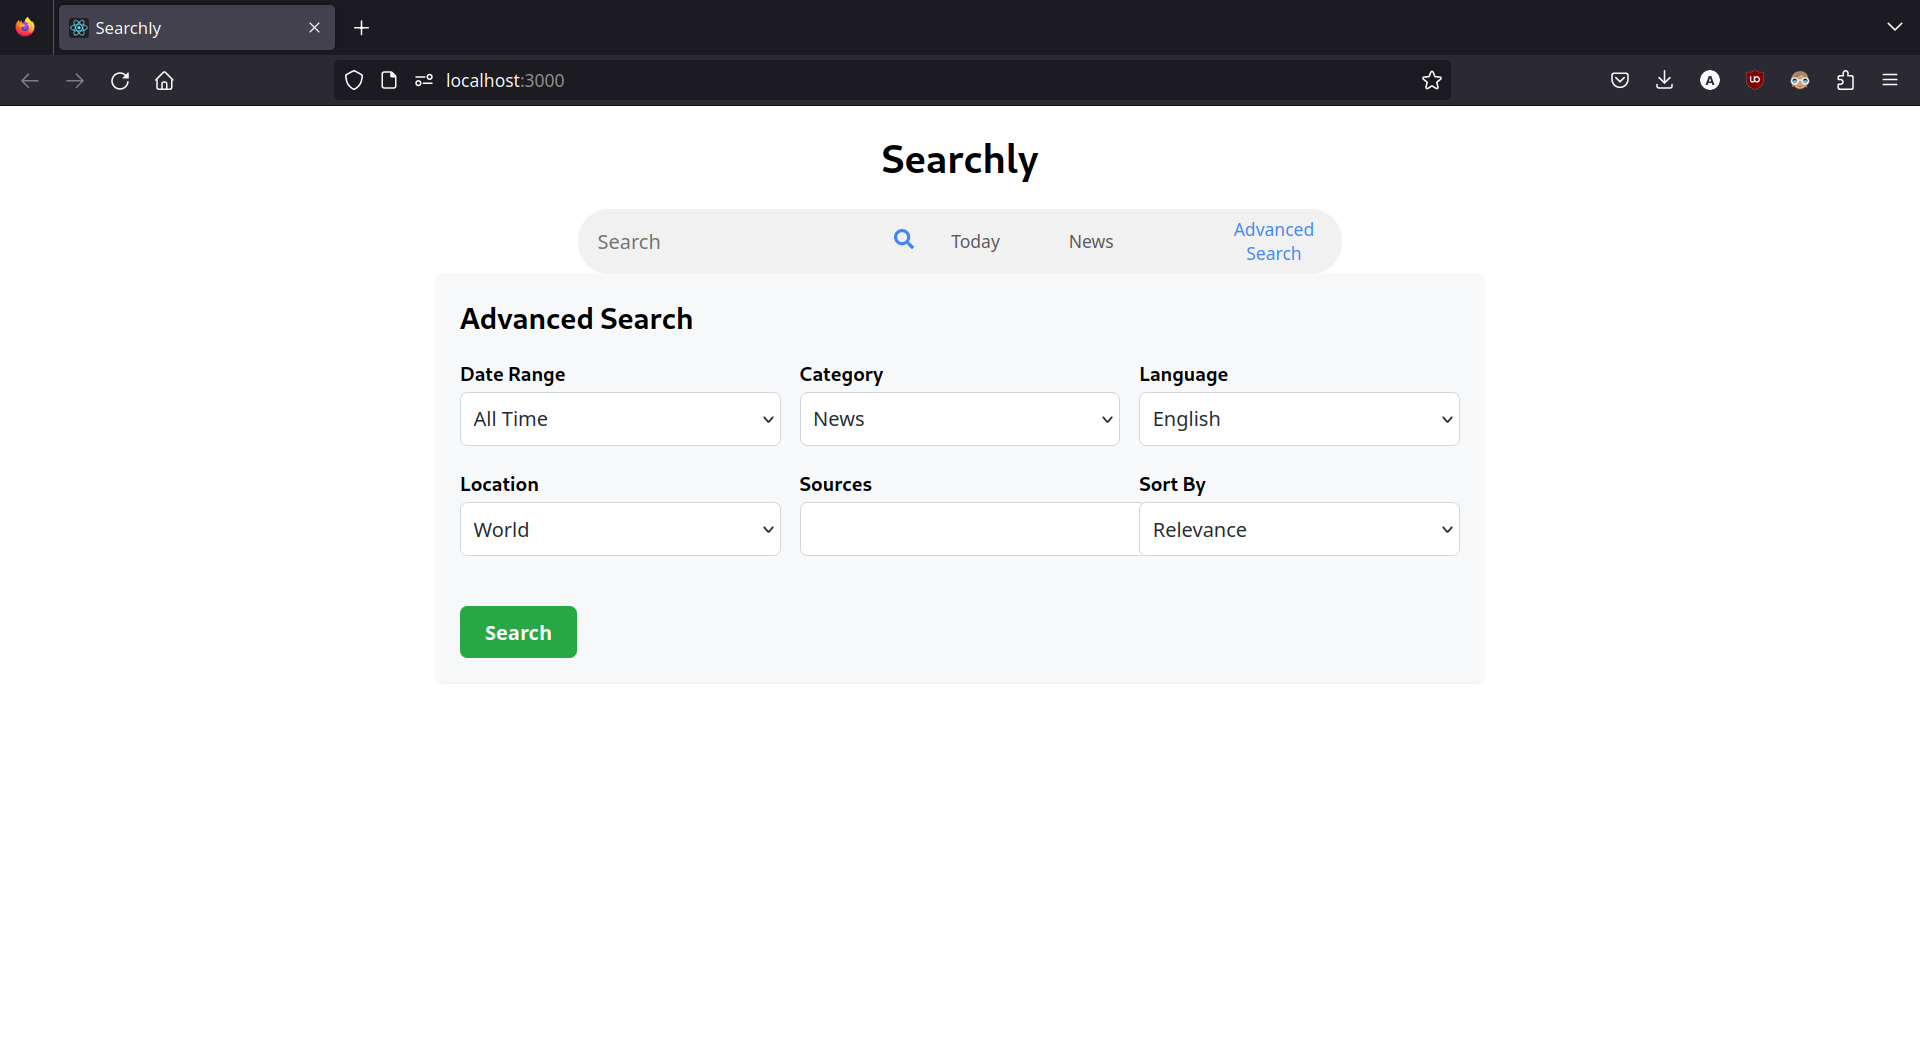 Searchly
localhost:3000
Searchly
Search Today News Advanced
Search
Advanced Search
Date Range Category Language
All Time News English
Location Sources Sort By
World Relevance
Search